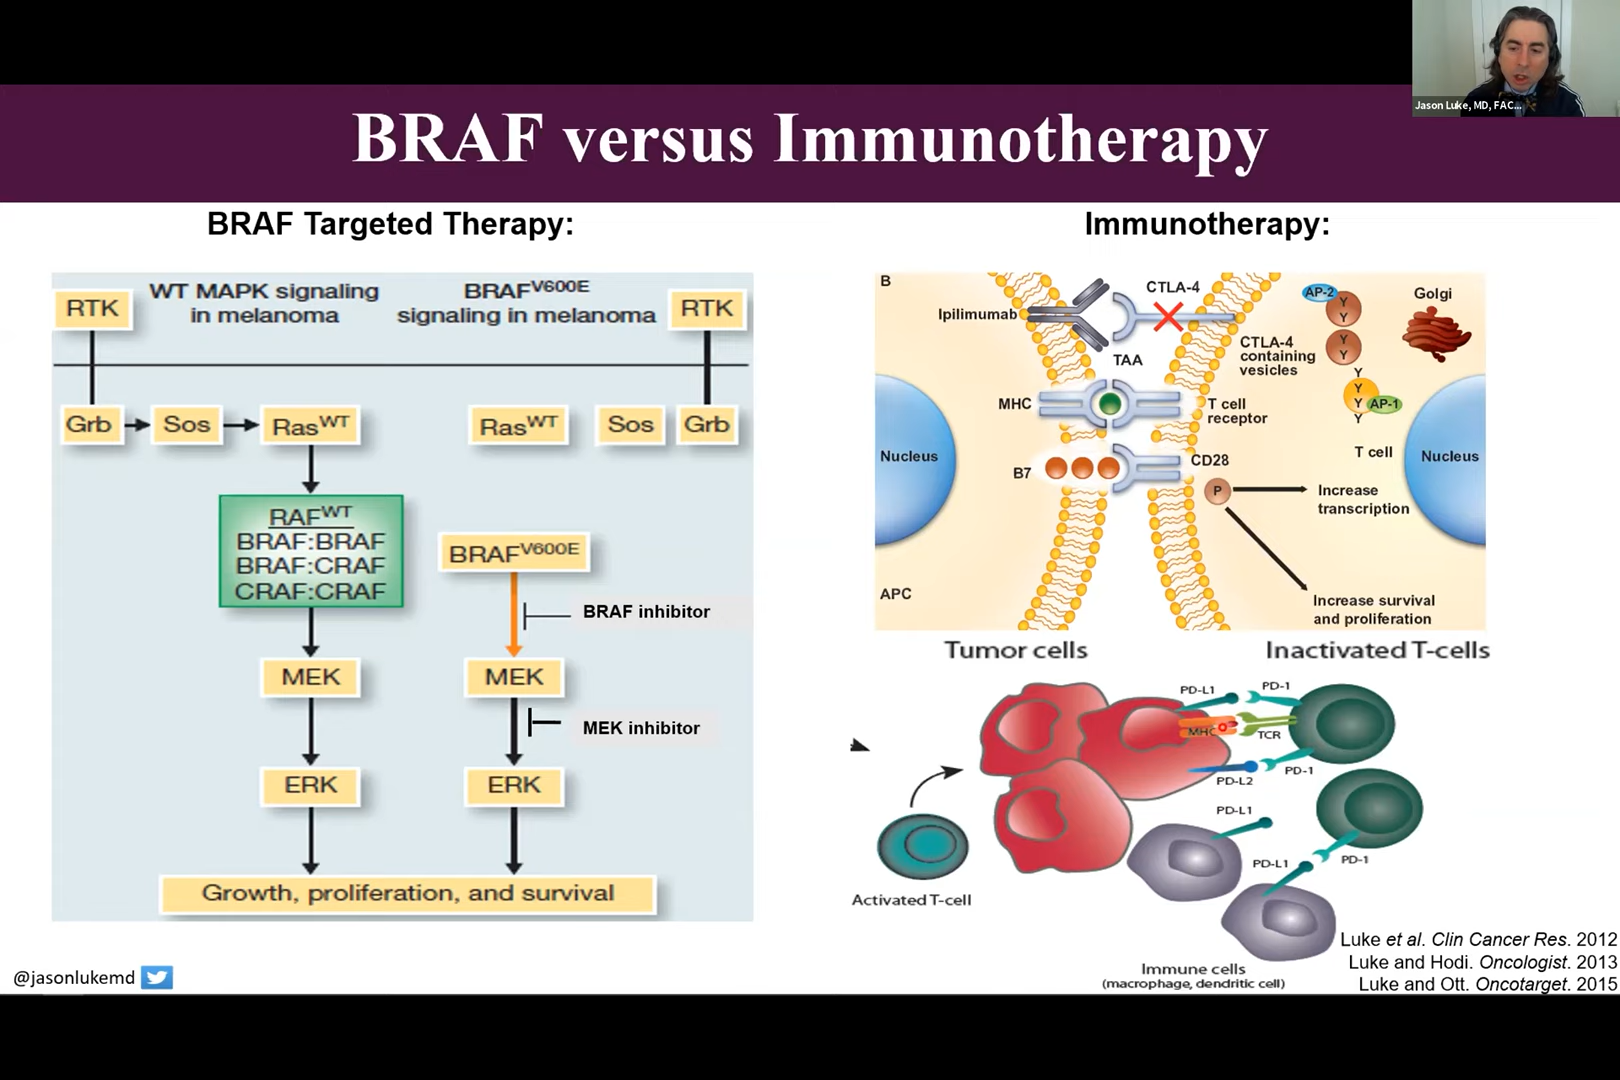 Jason Luke, MD, FAC...
BRAF versus Immunotherapy
BRAF Targeted Therapy:
RTK
WT MAPK signaling
in melanoma
BRAFV600E
signaling in melanoma
RTK
Grb
Sos
RasWT
RasWT
Sos
Grb
RAFWT
BRAF:BRAF
BRAF:CRAF
CRAF:CRAF
BRAFV600E
BRAF inhibitor
MEK
MEK
MEK inhibitor
ERK
ERK
Growth, proliferation, and survival
@jasonlukemd
Immunotherapy:
B
CTLA-4
AP-2
Y
Y
Golgi
Ipilimumab
CTLA-4
containing
vesicles
Y
Y
TAA
Y
Y
Y
AP-1
Y
MHC
T cell
receptor
Nucleus
T cell
Nucleus
B7
CD28
P
Increase
transcription
APC
Increase survival
and proliferation
Tumor cells
Inactivated T-cells
PD-L1
PD-1
MHC
TCR
PD-L2
PD-1
PD-L1
PD-L1
PD-1
Activated T-cell
Immune cells
(macrophage, dendritic cell)
Luke et al. Clin Cancer Res. 2012
Luke and Hodi. Oncologist. 2013
Luke and Ott. Oncotarget. 2015